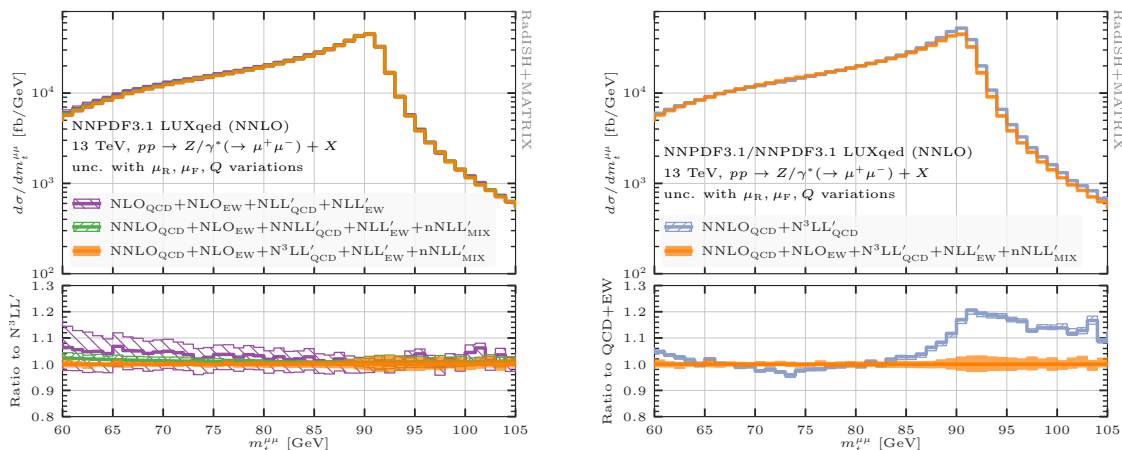 dσ/dm_t^{μμ} [fb/GeV]
10^4
10^3
10^2
NNPDF3.1 LUXqed (NNLO)
13 TeV, pp → Z/γ*(→ μ⁺μ⁻) + X
unc. with μ_R, μ_F, Q variations
NLO_QCD+NLO_EW+NLL′_QCD+NLL′_EW
NNLO_QCD+NLO_EW+NNLL′_QCD+NLL′_EW+nNLL′_MIX
NNLO_QCD+NLO_EW+N³LL′_QCD+NLL′_EW+nNLL′_MIX
RadISH+MATRIX
Ratio to N³LL′
1.3
1.2
1.1
1.0
0.9
0.8
60 65 70 75 80 85 90 95 100 105
m_t^{μμ} [GeV]
dσ/dm_t^{μμ} [fb/GeV]
10^4
10^3
10^2
NNPDF3.1/NNPDF3.1 LUXqed (NNLO)
13 TeV, pp → Z/γ*(→ μ⁺μ⁻) + X
unc. with μ_R, μ_F, Q variations
NNLO_QCD+N³LL′_QCD
NNLO_QCD+NLO_EW+N³LL′_QCD+NLL′_EW+nNLL′_MIX
RadISH+MATRIX
Ratio to QCD+EW
1.3
1.2
1.1
1.0
0.9
0.8
60 65 70 75 80 85 90 95 100 105
m_t^{μμ} [GeV]